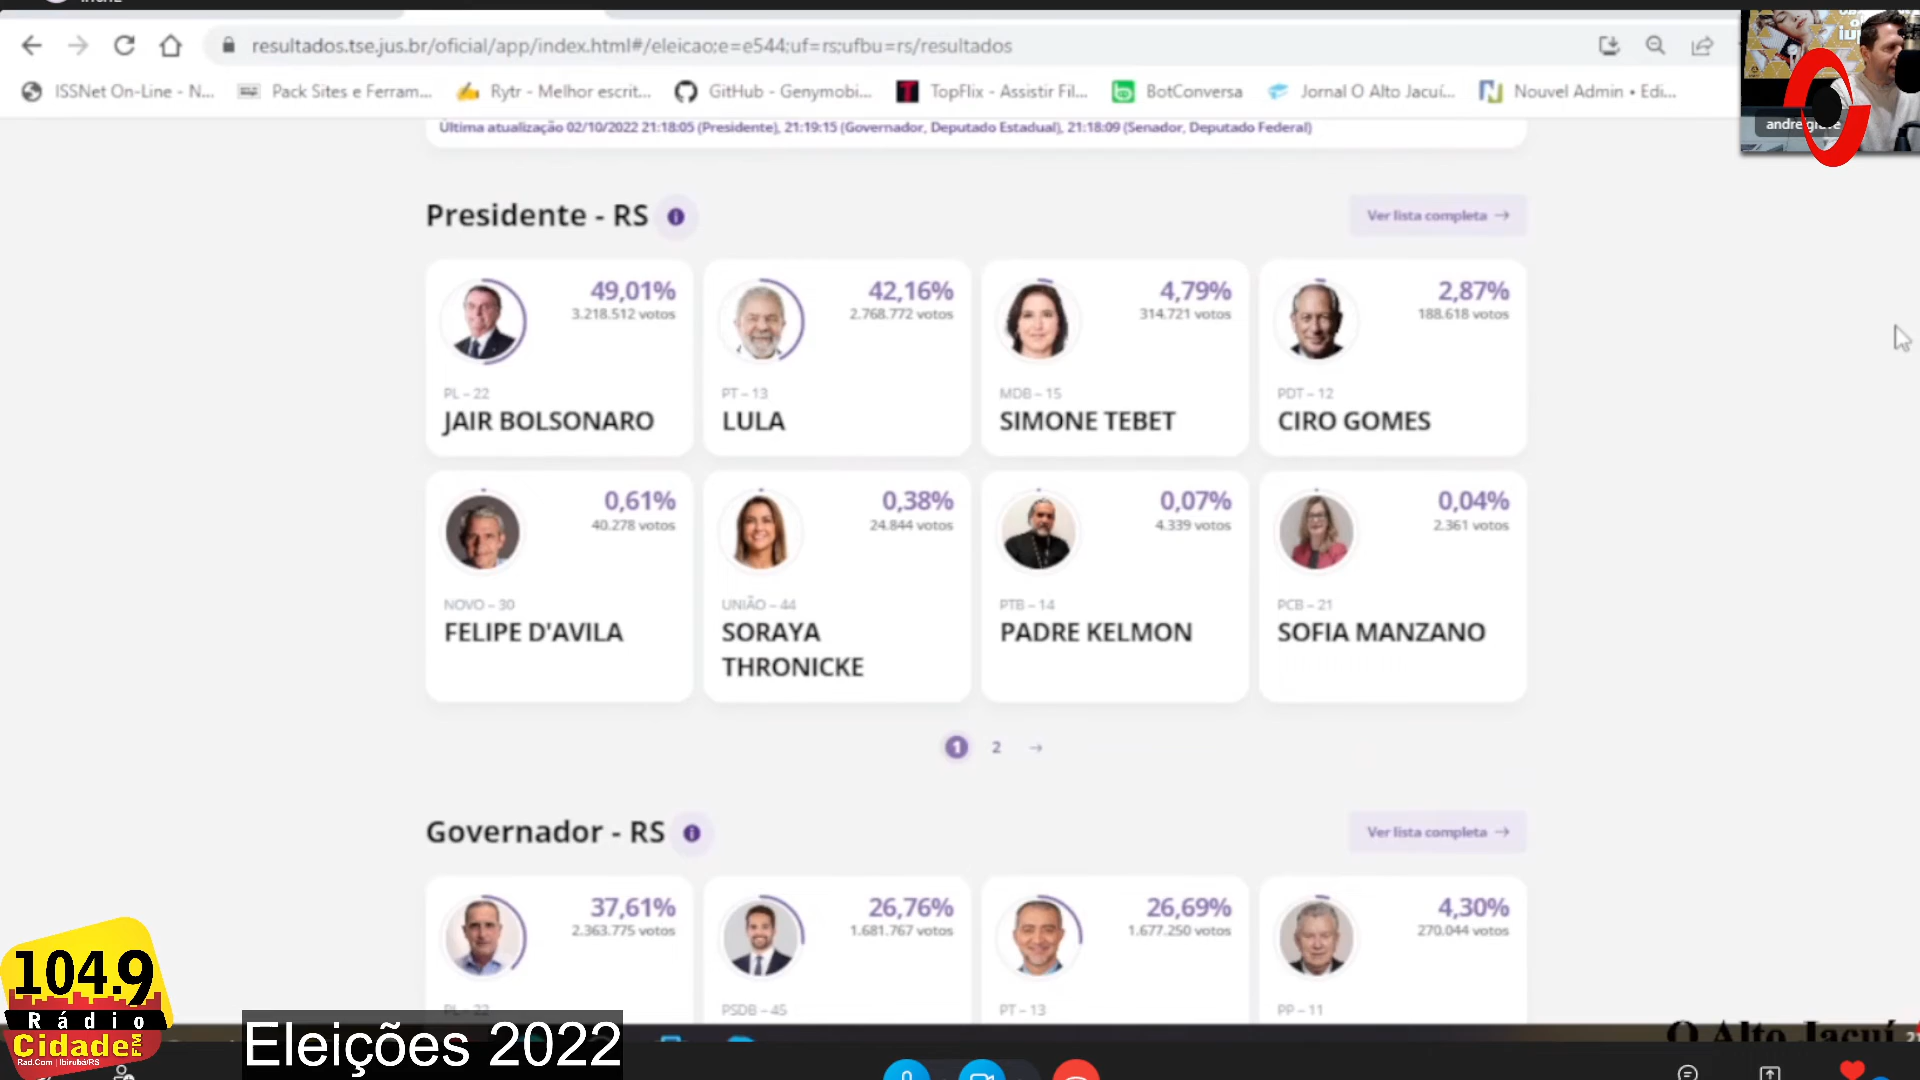 resultados.tse.jus.br/oficial/app/index.html#/eleicao;e=e544;uf=rs;ufbu=rs/resultados
ISSNet On-Line - N... Pack Sites e Ferram... Rytr - Melhor escrit... GitHub - Genymobi... TopFlix - Assistir Fil... BotConversa Jornal O Alto Jacuí... Nouvel Admin • Edi...
Última atualização 02/10/2022 21:18:05 (Presidente), 21:19:15 (Governador, Deputado Estadual), 21:18:09 (Senador, Deputado Federal)
Presidente - RS
Ver lista completa →
49,01%
3.218.512 votos
PL – 22
JAIR BOLSONARO
42,16%
2.768.772 votos
PT – 13
LULA
4,79%
314.721 votos
MDB – 15
SIMONE TEBET
2,87%
188.618 votos
PDT – 12
CIRO GOMES
0,61%
40.278 votos
NOVO – 30
FELIPE D'AVILA
0,38%
24.844 votos
UNIÃO – 44
SORAYA
THRONICKE
0,07%
4.339 votos
PTB – 14
PADRE KELMON
0,04%
2.361 votos
PCB – 21
SOFIA MANZANO
1 2 →
Governador - RS
Ver lista completa →
37,61%
2.363.775 votos
PL – 22
26,76%
1.681.767 votos
PSDB – 45
26,69%
1.677.250 votos
PT – 13
4,30%
270.044 votos
PP – 11
104.9
Rádio
Cidade FM
Rad.Com | Ibirubá/RS
Eleições 2022
O Alto Jacuí